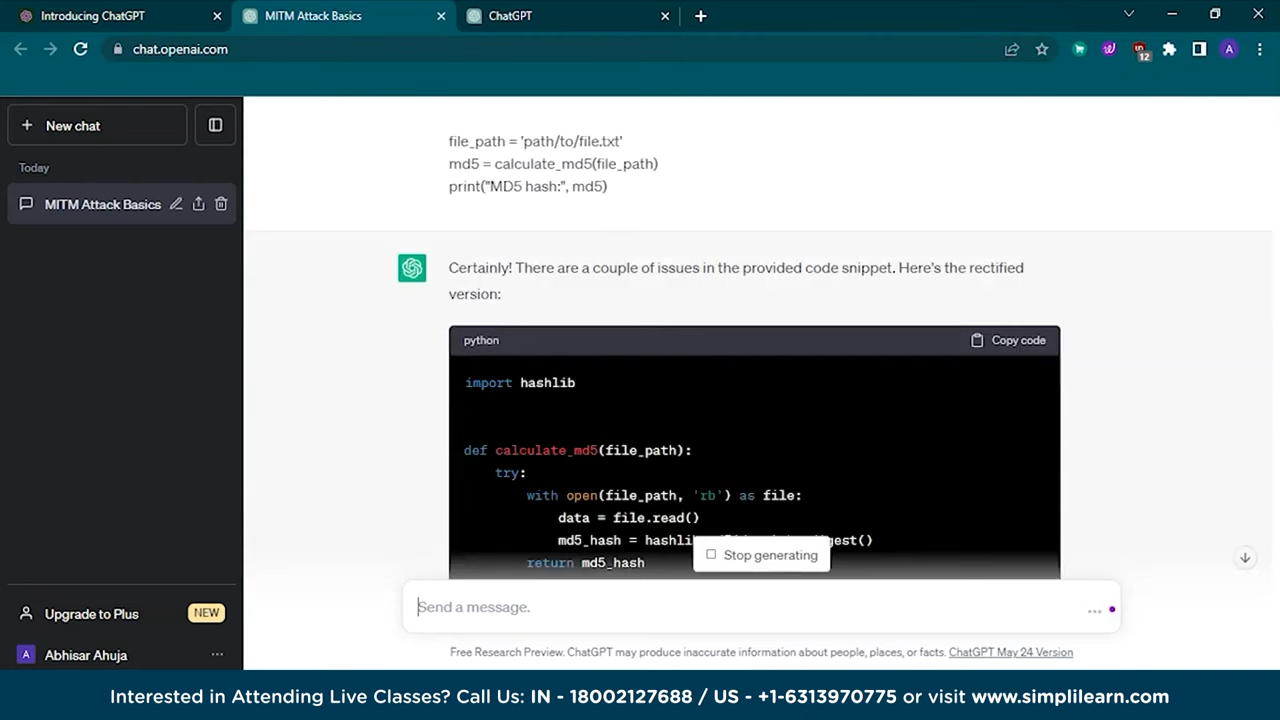 Introducing ChatGPT
MITM Attack Basics
ChatGPT
chat.openai.com
12
A
New chat
Today
MITM Attack Basics
file_path = 'path/to/file.txt'
md5 = calculate_md5(file_path)
print("MD5 hash:", md5)
Certainly! There are a couple of issues in the provided code snippet. Here's the rectified
version:
python
Copy code
import hashlib
def calculate_md5(file_path):
try:
with open(file_path, 'rb') as file:
data = file.read()
md5_hash = hashli
gest()
return md5_hash
Stop generating
Send a message.
Free Research Preview. ChatGPT may produce inaccurate information about people, places, or facts. ChatGPT May 24 Version
Upgrade to Plus
NEW
A
Abhisar Ahuja
Interested in Attending Live Classes? Call Us: IN - 18002127688 / US - +1-6313970775 or visit www.simplilearn.com